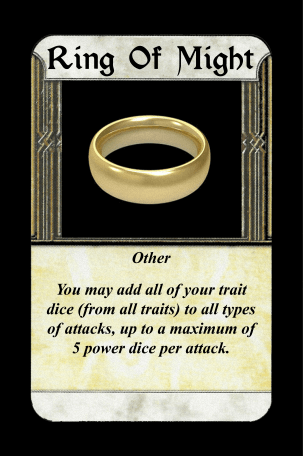 Ring Of Might
Other
You may add all of your trait
dice (from all traits) to all types
of attacks, up to a maximum of
5 power dice per attack.